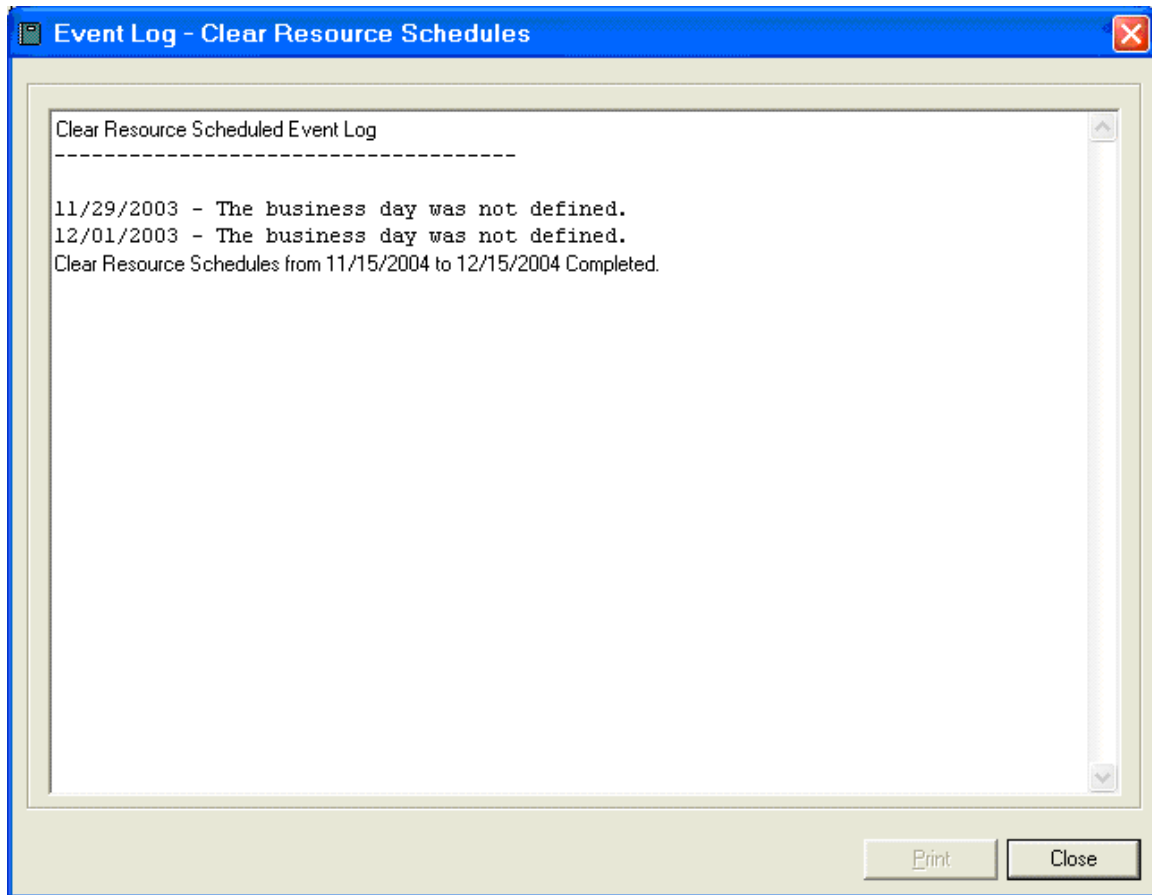 Event Log - Clear Resource Schedules
Clear Resource Scheduled Event Log
-------------------------------------
11/29/2003 - The business day was not defined.
12/01/2003 - The business day was not defined.
Clear Resource Schedules from 11/15/2004 to 12/15/2004 Completed.
Print
Close